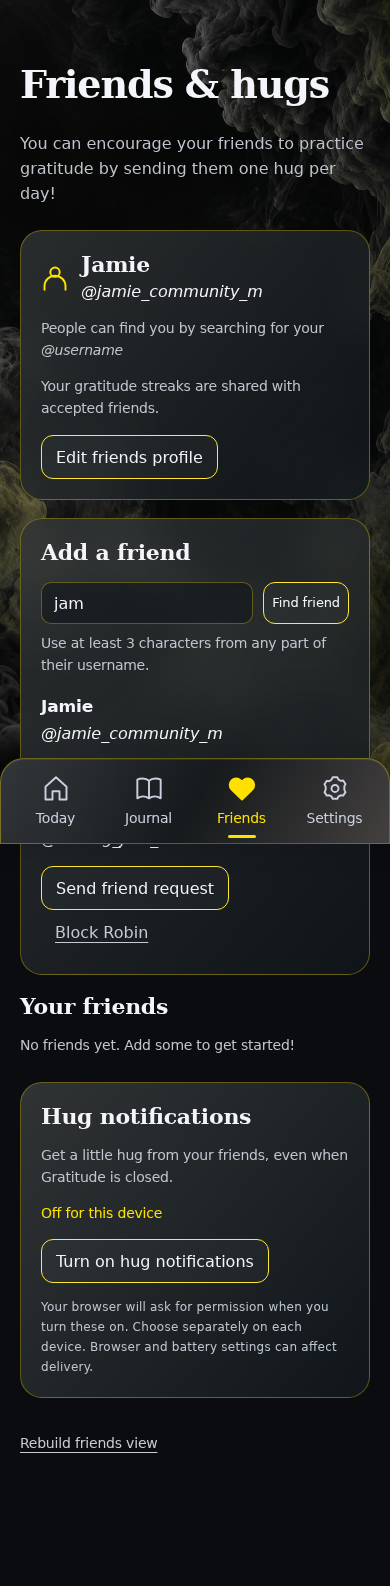 Friends & hugs
You can encourage your friends to practice
gratitude by sending them one hug per
day!
Jamie
@jamie_community_m
People can find you by searching for your
@username
Your gratitude streaks are shared with
accepted friends.
Edit friends profile
Add a friend
jam
Find friend
Use at least 3 characters from any part of
their username.
Jamie
@jamie_community_m
Today
Journal
Friends
Settings
Send friend request
Block Robin
Your friends
No friends yet. Add some to get started!
Hug notifications
Get a little hug from your friends, even when
Gratitude is closed.
Off for this device
Turn on hug notifications
Your browser will ask for permission when you
turn these on. Choose separately on each
device. Browser and battery settings can affect
delivery.
Rebuild friends view